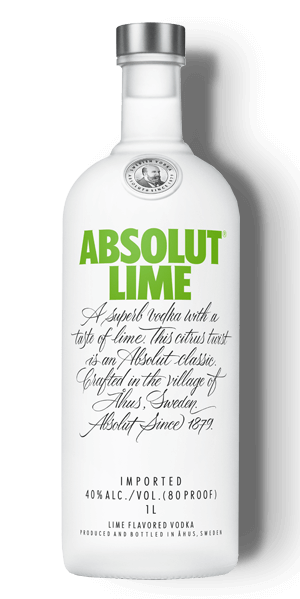 ABSOLUT®
LIME
A superb vodka with a
taste of lime. This citrus twist
is an Absolut classic.
Crafted in the village of
Åhus, Sweden.
Absolut Since 1879.
IMPORTED
40% ALC./VOL. (80 PROOF)
1L
LIME FLAVORED VODKA
PRODUCED AND BOTTLED IN ÅHUS, SWEDEN